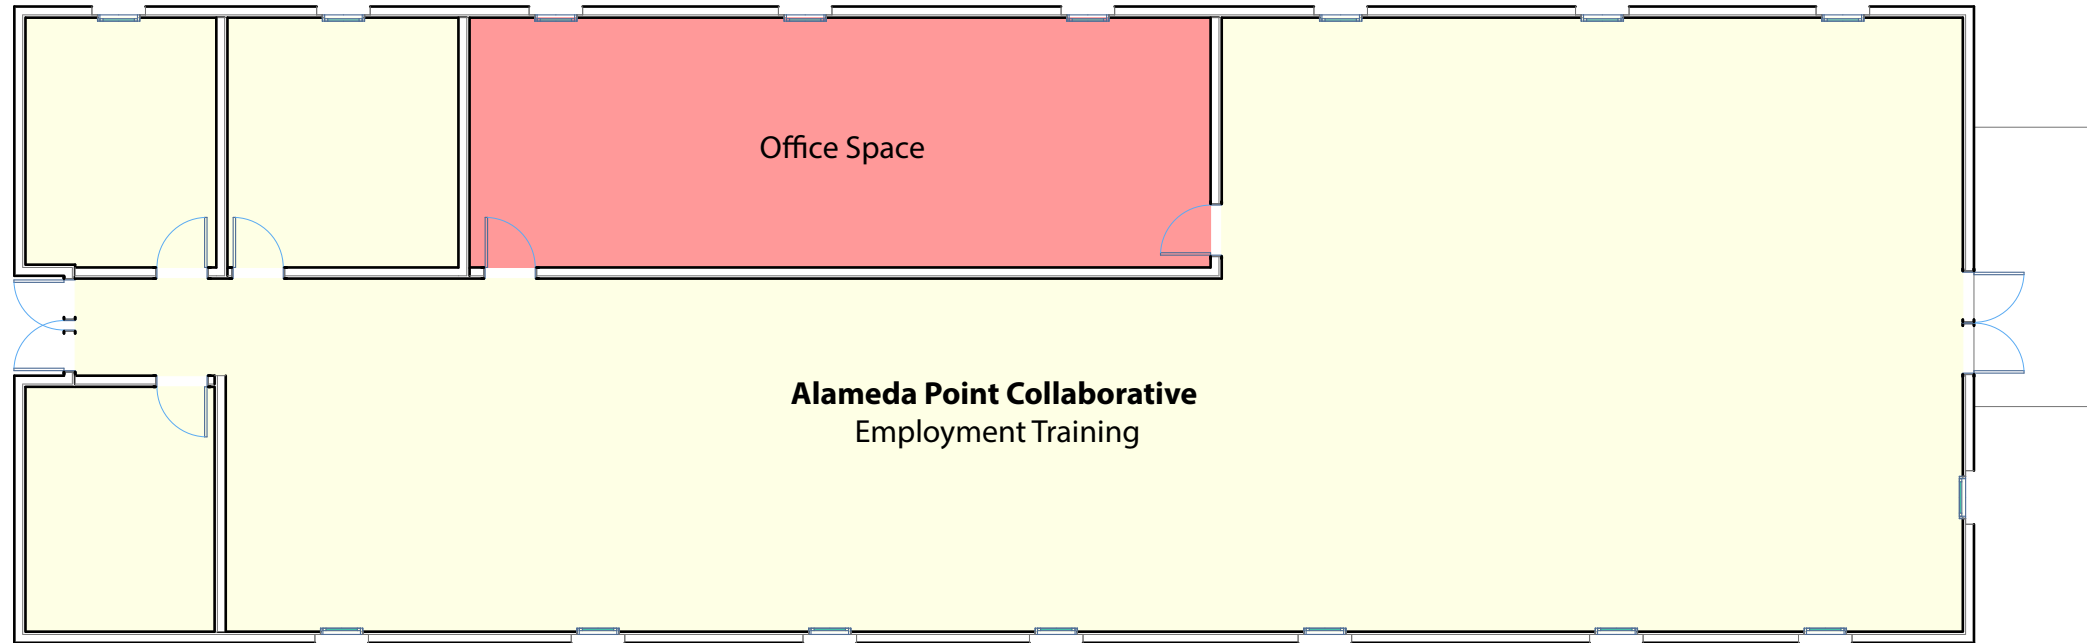 Office Space
Alameda Point Collaborative
Employment Training